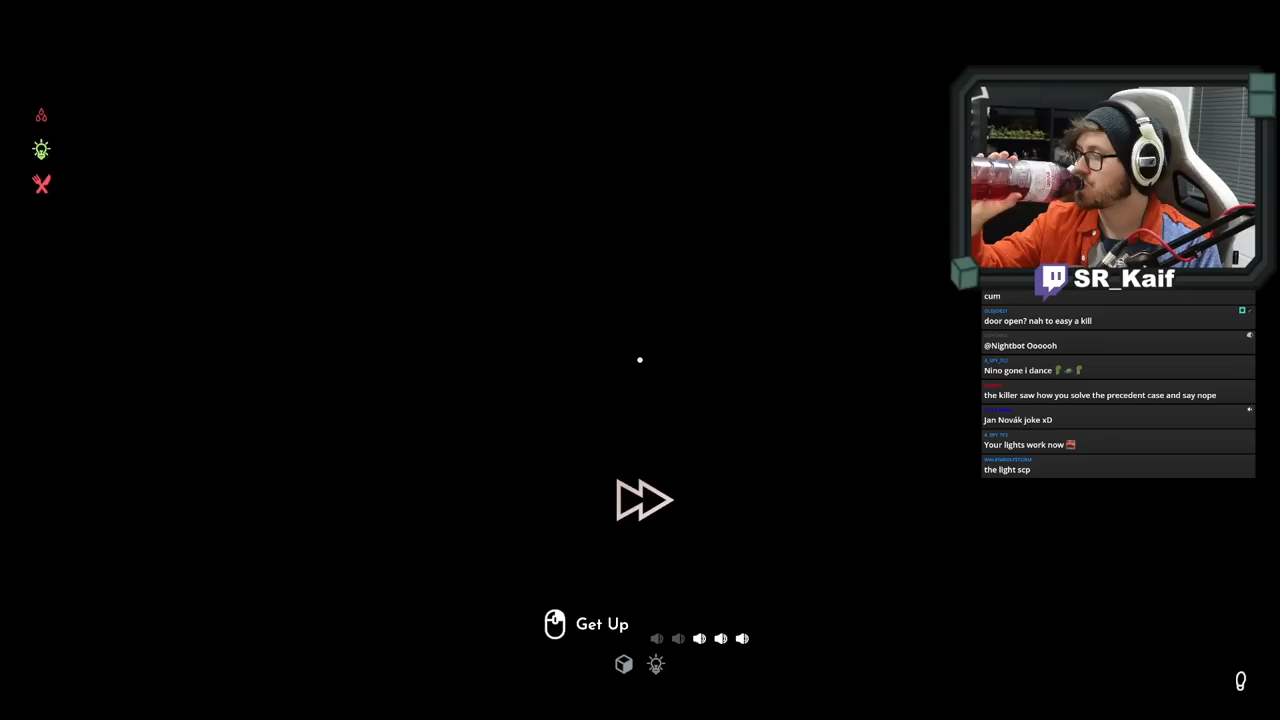 SR_Kaif
cum
door open? nah to easy a kill
@Nightbot Oooooh
A_SPY_TF2
Nino gone i dance
the killer saw how you solve the precedent case and say nope
Jan Novák joke xD
A_SPY_TF2
Your lights work now
the light scp
Get Up